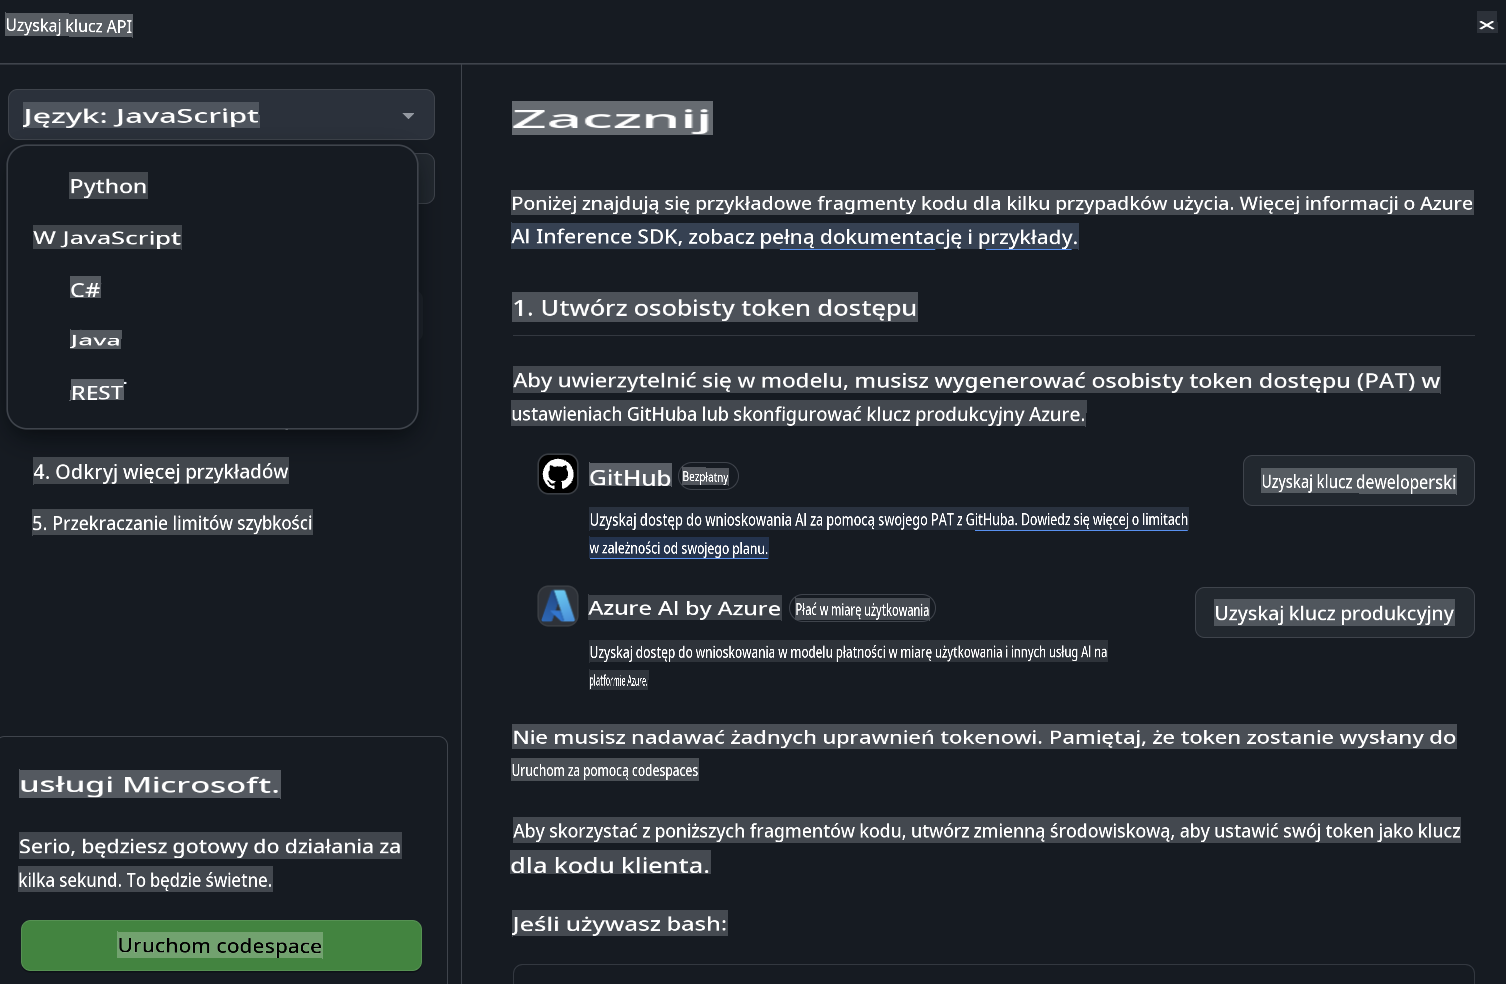 Uzyskaj klucz API
Język: JavaScript
Python
W JavaScript
C#
Java
REST
4. Odkryj więcej przykładów
5. Przekraczanie limitów szybkości
usługi Microsoft.
Serio, będziesz gotowy do działania za
kilka sekund. To będzie świetne.
Uruchom codespace
Zacznij
Poniżej znajdują się przykładowe fragmenty kodu dla kilku przypadków użycia. Więcej informacji o Azure
AI Inference SDK, zobacz pełną dokumentację i przykłady.
1. Utwórz osobisty token dostępu
Aby uwierzytelnić się w modelu, musisz wygenerować osobisty token dostępu (PAT) w
ustawieniach GitHuba lub skonfigurować klucz produkcyjny Azure.
GitHub Bezpłatny
Uzyskaj klucz deweloperski
Uzyskaj dostęp do wnioskowania AI za pomocą swojego PAT z GitHuba. Dowiedz się więcej o limitach
w zależności od swojego planu.
Azure AI by Azure Płać w miarę użytkowania
Uzyskaj klucz produkcyjny
Uzyskaj dostęp do wnioskowania w modelu płatności w miarę użytkowania i innych usług AI na
platformie Azure.
Nie musisz nadawać żadnych uprawnień tokenowi. Pamiętaj, że token zostanie wysłany do
Uruchom za pomocą codespaces
Aby skorzystać z poniższych fragmentów kodu, utwórz zmienną środowiskową, aby ustawić swój token jako klucz
dla kodu klienta.
Jeśli używasz bash: